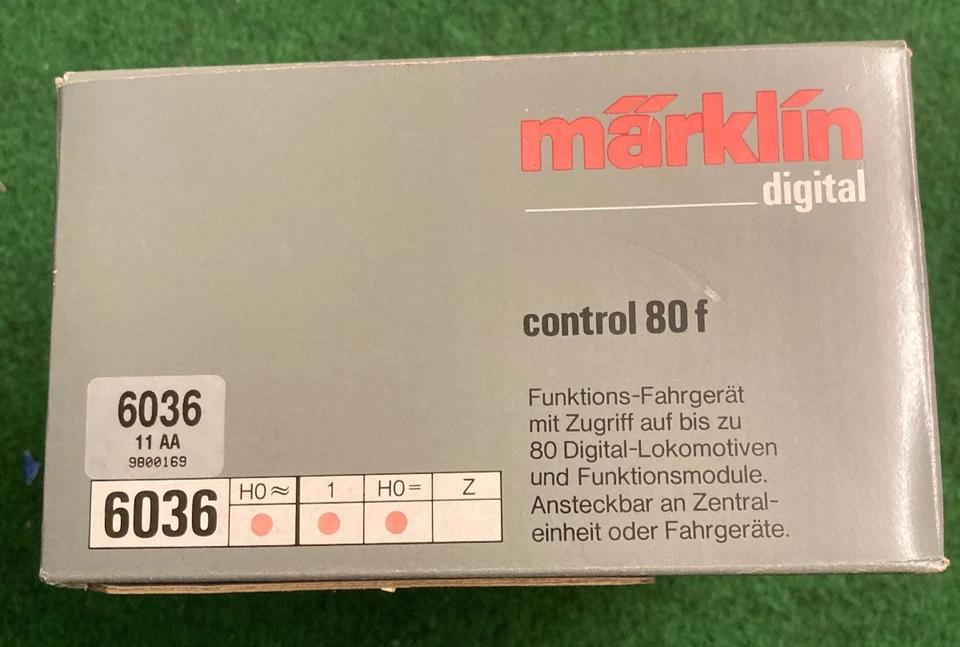 märklin
digital
control 80 f
Funktions-Fahrgerät
mit Zugriff auf bis zu
80 Digital-Lokomotiven
und Funktionsmodule.
Ansteckbar an Zentral-
einheit oder Fahrgeräte.
6036
11 AA
9800169
6036 H0≈ 1 H0= Z